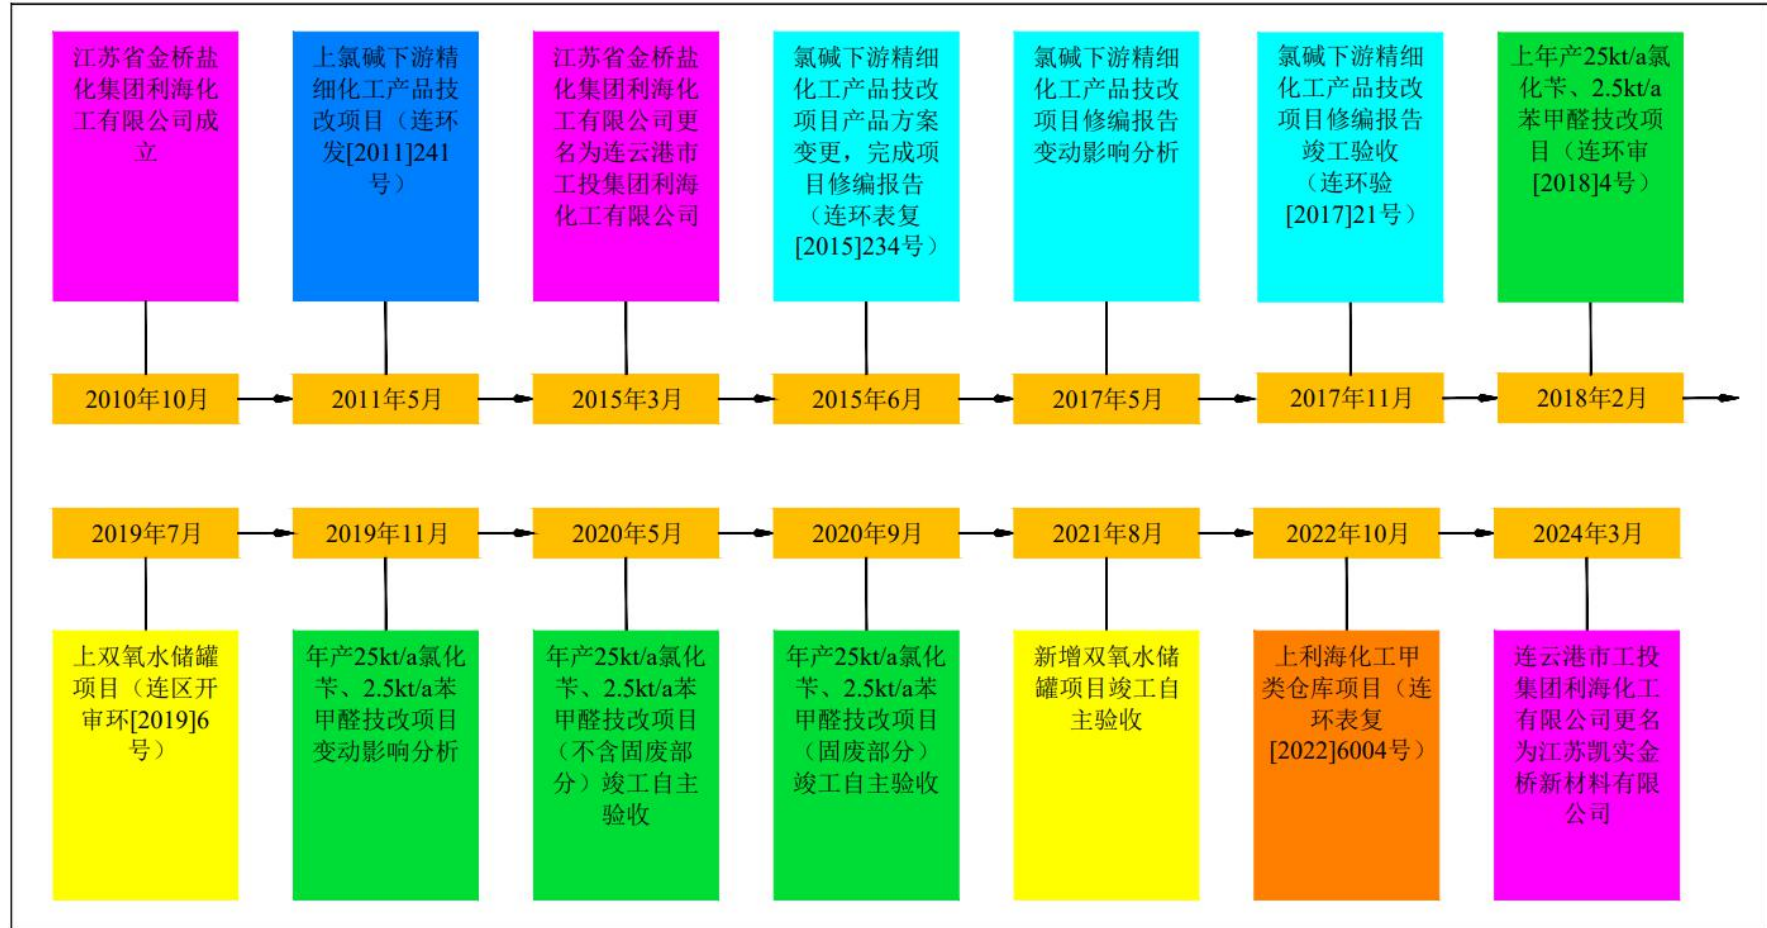 江苏省金桥盐
化集团利海化
工有限公司成
立
上氯碱下游精
细化工产品技
改项目（连环
发[2011]241
号）
江苏省金桥盐
化集团利海化
工有限公司更
名为连云港市
工投集团利海
化工有限公司
氯碱下游精细
化工产品技改
项目产品方案
变更，完成项
目修编报告
（连环表复
[2015]234号）
氯碱下游精细
化工产品技改
项目修编报告
变动影响分析
氯碱下游精细
化工产品技改
项目修编报告
竣工验收
（连环验
[2017]21号）
上年产25kt/a氯
化苄、2.5kt/a
苯甲醛技改项
目（连环审
[2018]4号）
2010年10月
2011年5月
2015年3月
2015年6月
2017年5月
2017年11月
2018年2月
2019年7月
2019年11月
2020年5月
2020年9月
2021年8月
2022年10月
2024年3月
上双氧水储罐
项目（连区开
审环[2019]6
号）
年产25kt/a氯化
苄、2.5kt/a苯
甲醛技改项目
变动影响分析
年产25kt/a氯化
苄、2.5kt/a苯
甲醛技改项目
（不含固废部
分）竣工自主
验收
年产25kt/a氯化
苄、2.5kt/a苯
甲醛技改项目
（固废部分）
竣工自主验收
新增双氧水储
罐项目竣工自
主验收
上利海化工甲
类仓库项目（连
环表复
[2022]6004号）
连云港市工投
集团利海化工
有限公司更名
为江苏凯实金
桥新材料有限
公司